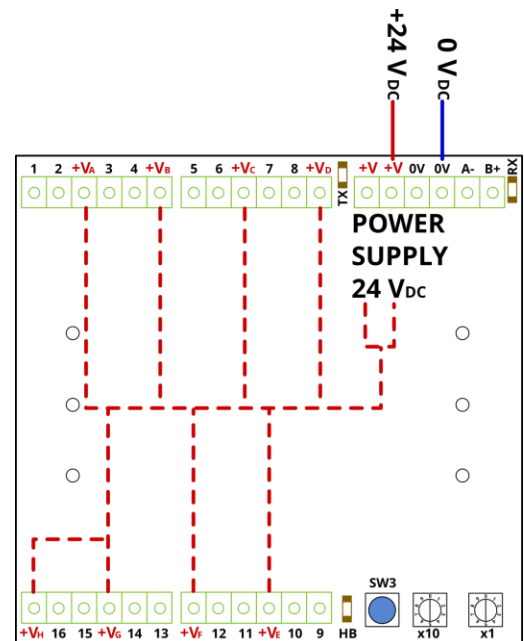 +24 VDC
0 VDC
1 2 +VA 3 4 +VB 5 6 +VC 7 8 +VD TX +V +V 0V 0V A- B+ RX
POWER
SUPPLY
24 VDC
SW3
+VH 16 15 +VG 14 13 +VF 12 11 +VE 10 9 HB x10 x1